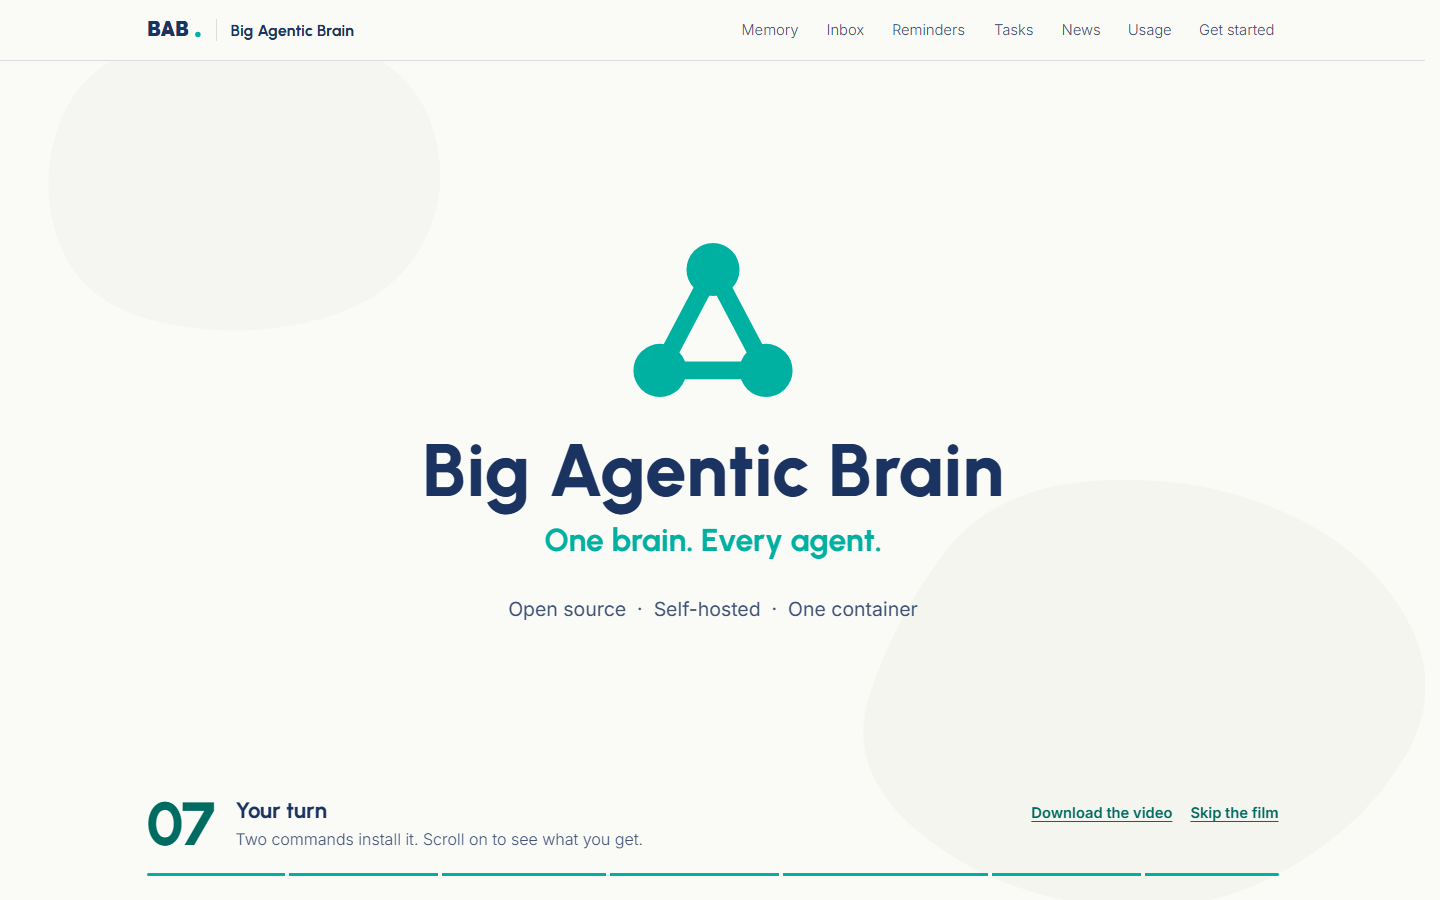 BAB. Big Agentic Brain
Memory Inbox Reminders Tasks News Usage Get started
Big Agentic Brain
One brain. Every agent.
Open source · Self-hosted · One container
07 Your turn
Two commands install it. Scroll on to see what you get.
Download the video Skip the film